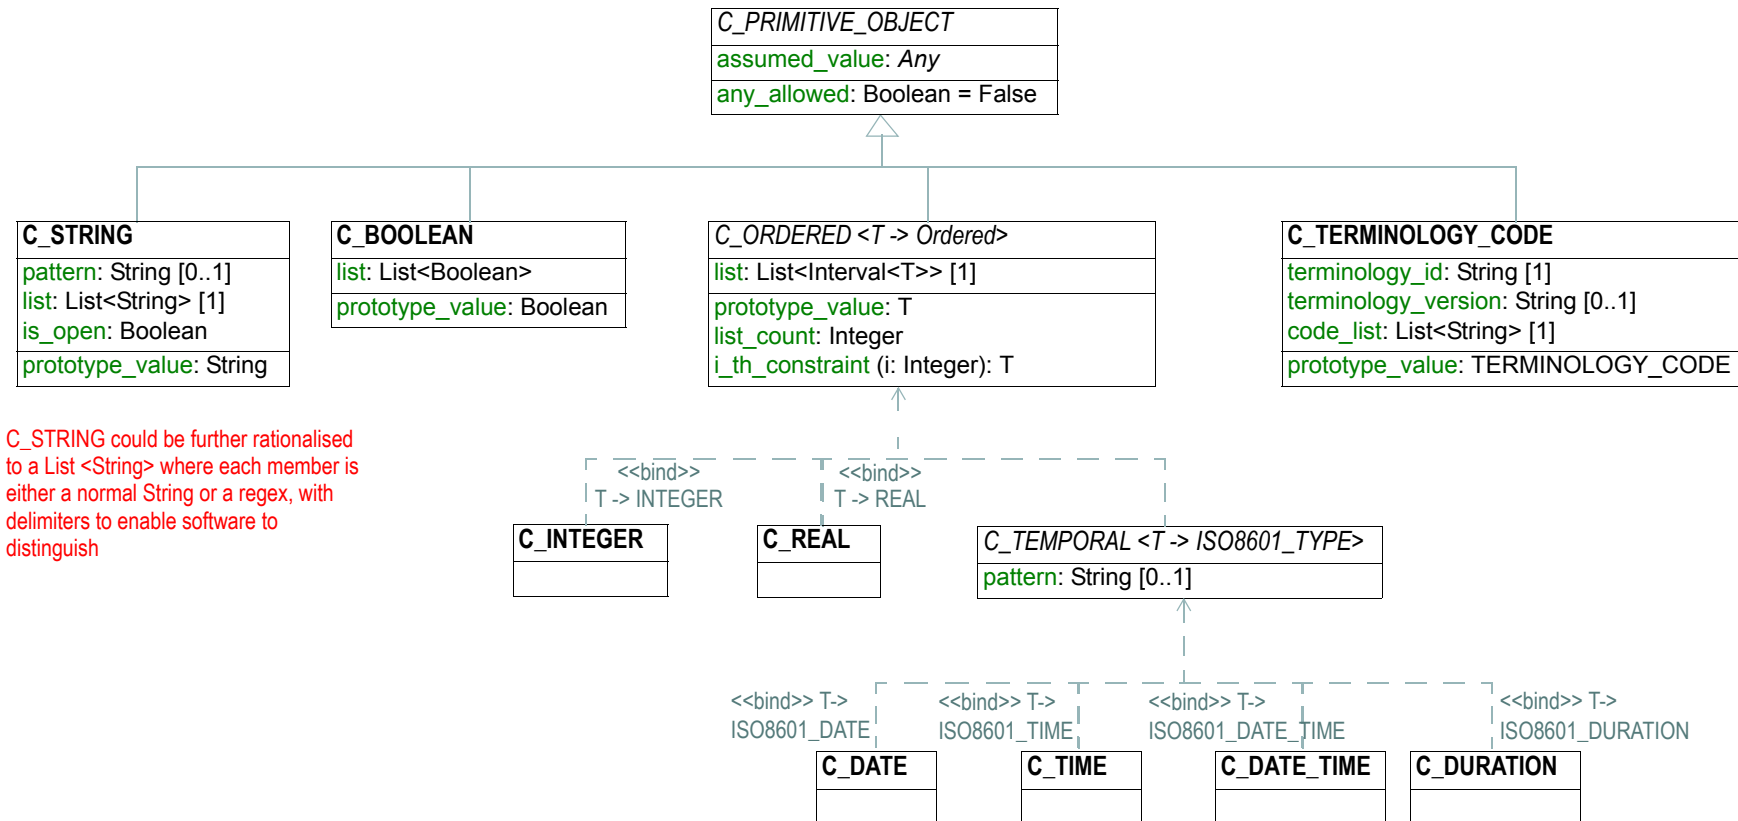 C_PRIMITIVE_OBJECT
assumed_value: Any
any_allowed: Boolean = False
C_STRING
pattern: String [0..1]
list: List<String> [1]
is_open: Boolean
prototype_value: String
C_BOOLEAN
list: List<Boolean>
prototype_value: Boolean
C_ORDERED <T -> Ordered>
list: List<Interval<T>> [1]
prototype_value: T
list_count: Integer
i_th_constraint (i: Integer): T
C_TERMINOLOGY_CODE
terminology_id: String [1]
terminology_version: String [0..1]
code_list: List<String> [1]
prototype_value: TERMINOLOGY_CODE
C_STRING could be further rationalised
to a List <String> where each member is
either a normal String or a regex, with
delimiters to enable software to
distinguish
<<bind>>
T -> INTEGER
<<bind>>
T -> REAL
C_INTEGER
C_REAL
C_TEMPORAL <T -> ISO8601_TYPE>
pattern: String [0..1]
<<bind>> T->
ISO8601_DATE
<<bind>> T->
ISO8601_TIME
<<bind>> T->
ISO8601_DATE_TIME
<<bind>> T->
ISO8601_DURATION
C_DATE
C_TIME
C_DATE_TIME
C_DURATION